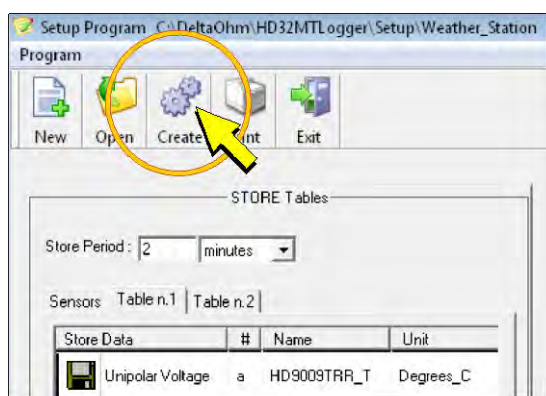 Setup Program C:\DeltaOhm\HD32MTLogger\Setup\Weather_Station
Program
New Open Create Print Exit
STORE Tables
Store Period : 2 minutes
Sensors Table n.1 Table n.2
Store Data # Name Unit
Unipolar Voltage a HD9009TRR_T Degrees_C